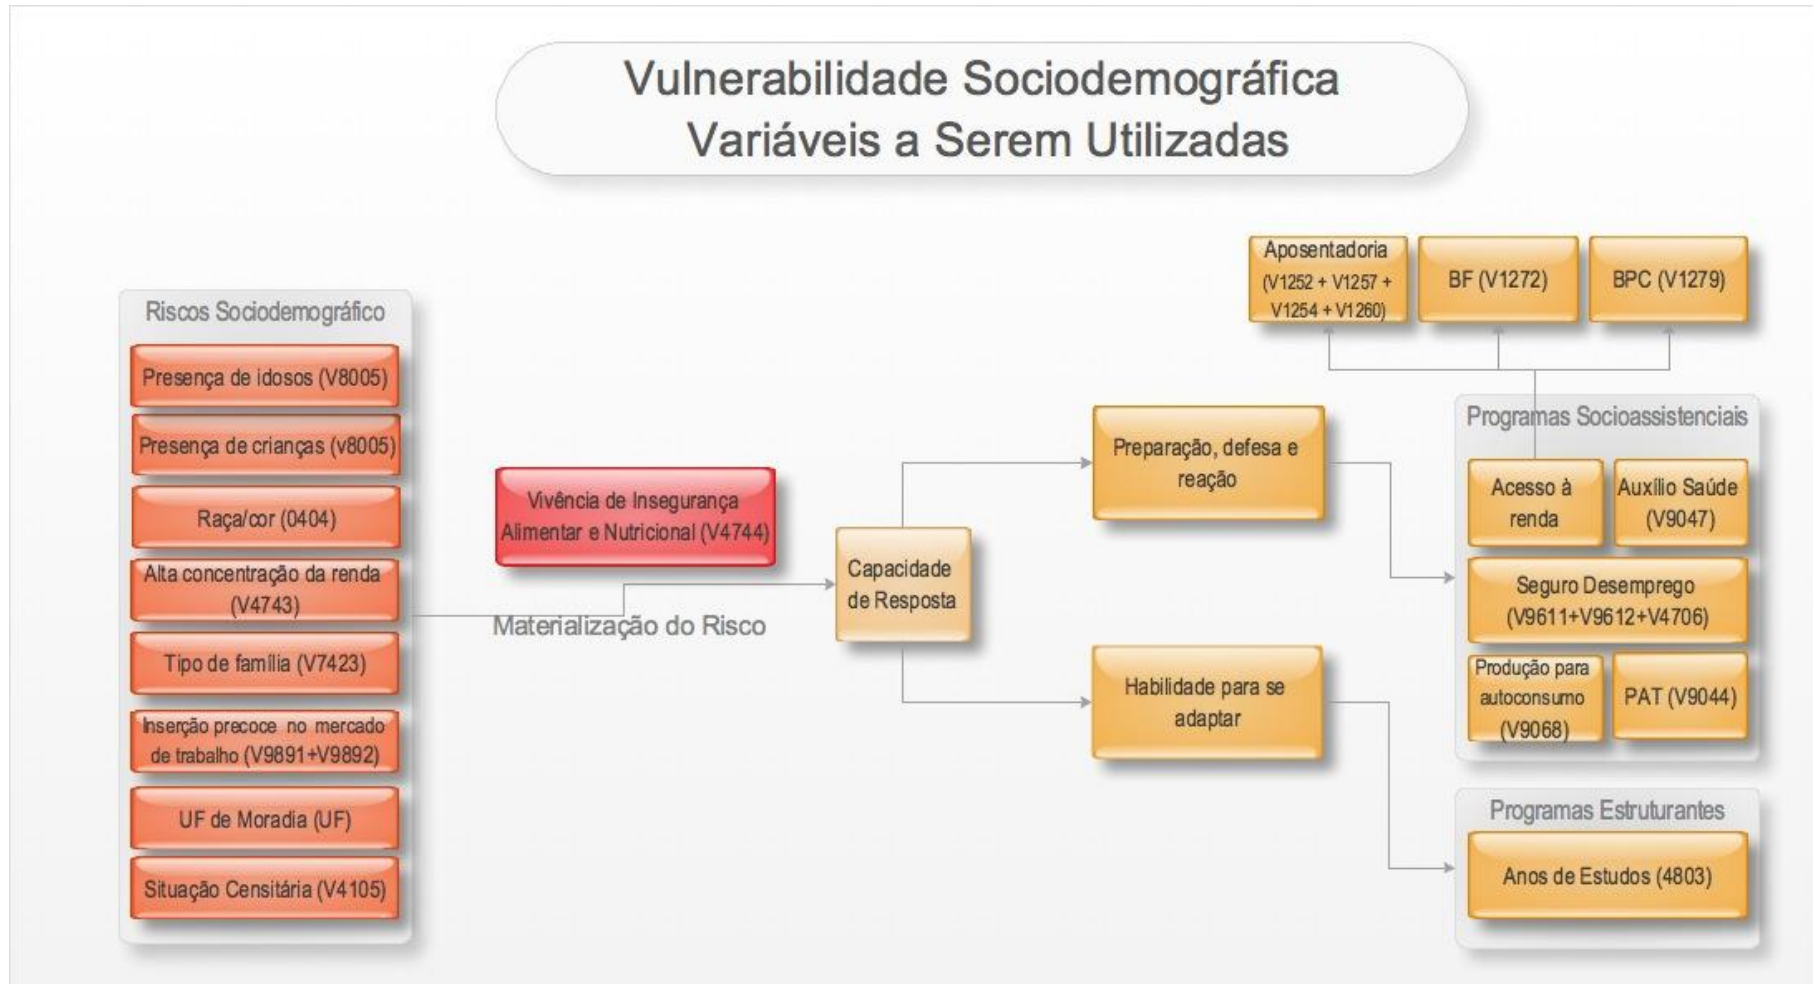 Vulnerabilidade Sociodemográfica
Variáveis a Serem Utilizadas
Riscos Sociodemográfico
Presença de idosos (V8005)
Presença de crianças (v8005)
Raça/cor (0404)
Alta concentração da renda
(V4743)
Tipo de família (V7423)
Inserção precoce no mercado
de trabalho (V9891+V9892)
UF de Moradia (UF)
Situação Censitária (V4105)
Vivência de Insegurança
Alimentar e Nutricional (V4744)
Materialização do Risco
Capacidade
de Resposta
Preparação, defesa e
reação
Habilidade para se
adaptar
Aposentadoria
(V1252 + V1257 +
V1254 + V1260)
BF (V1272)
BPC (V1279)
Programas Socioassistenciais
Acesso à
renda
Auxílio Saúde
(V9047)
Seguro Desemprego
(V9611+V9612+V4706)
Produção para
autoconsumo
(V9068)
PAT (V9044)
Programas Estruturantes
Anos de Estudos (4803)